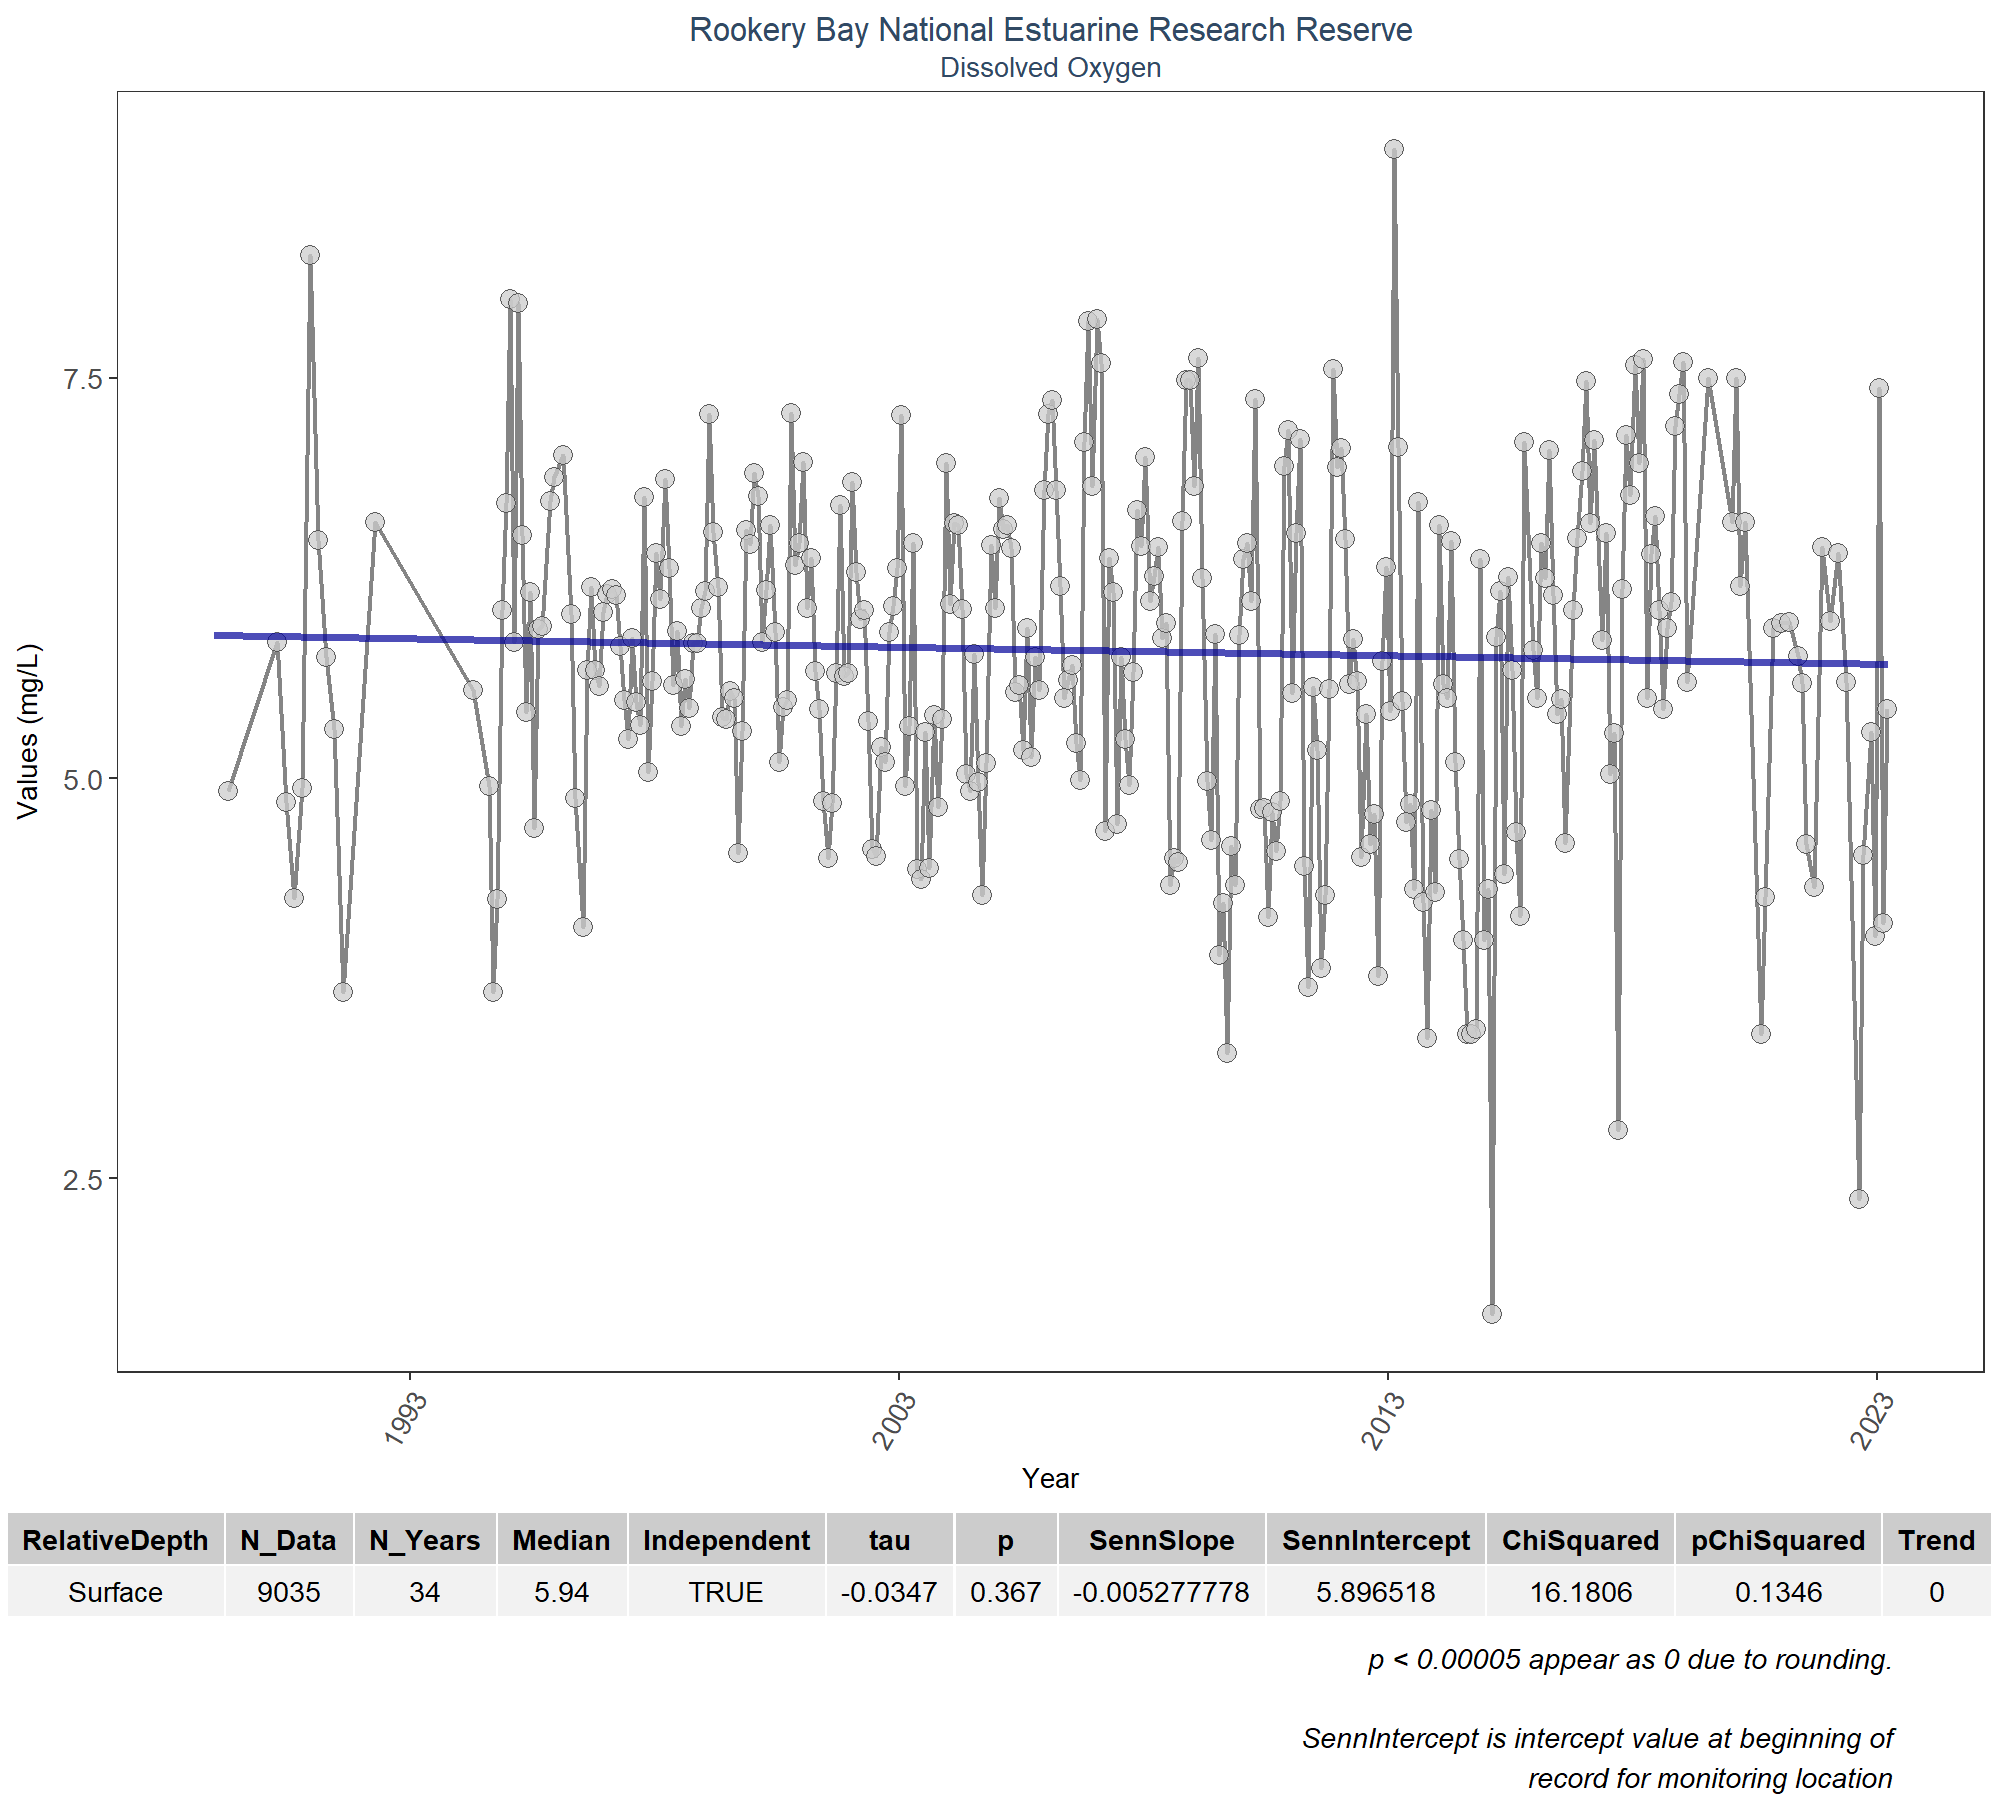 Rookery Bay National Estuarine Research Reserve
Dissolved Oxygen
Values (mg/L)
7.5
5.0
2.5
1993
2003
2013
2023
Year
RelativeDepth N_Data N_Years Median Independent tau p SennSlope SennIntercept ChiSquared pChiSquared Trend
Surface 9035 34 5.94 TRUE -0.0347 0.367 -0.005277778 5.896518 16.1806 0.1346 0
p < 0.00005 appear as 0 due to rounding.
SennIntercept is intercept value at beginning of
record for monitoring location